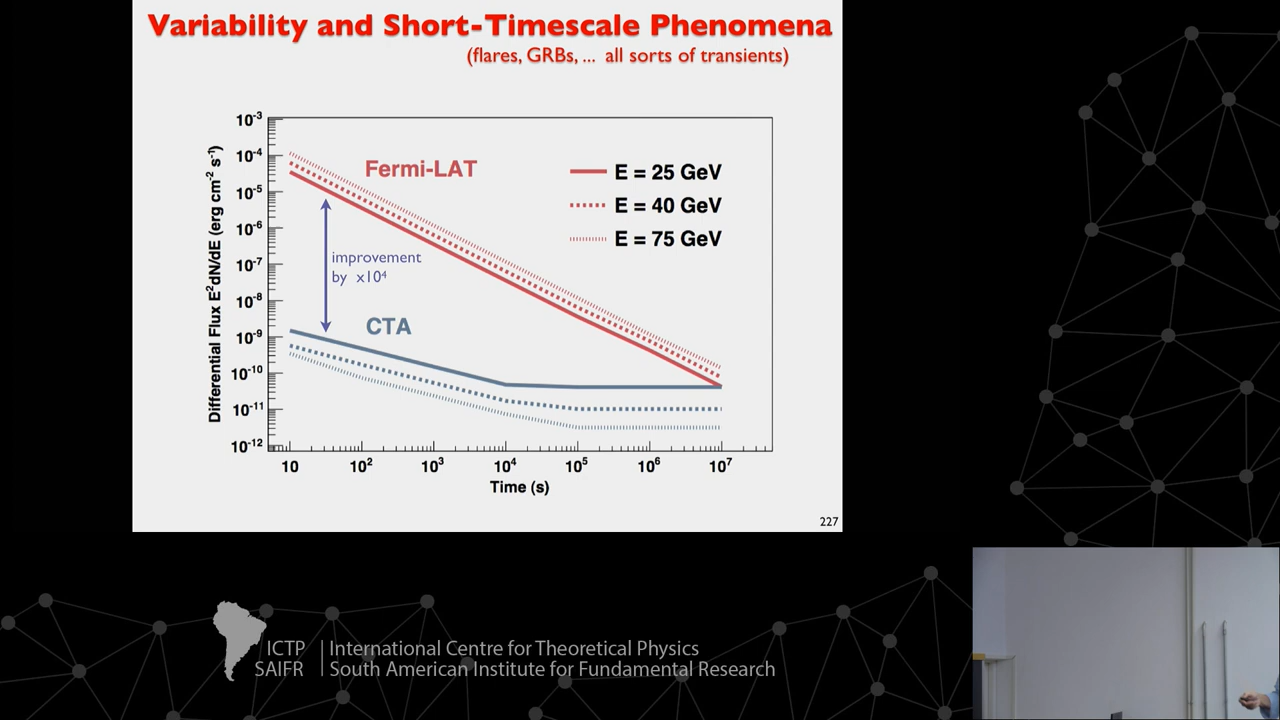 Variability and Short-Timescale Phenomena
(flares, GRBs, ... all sorts of transients)
Differential Flux E²dN/dE (erg cm⁻² s⁻¹)
10⁻³
10⁻⁴
10⁻⁵
10⁻⁶
10⁻⁷
10⁻⁸
10⁻⁹
10⁻¹⁰
10⁻¹¹
10⁻¹²
Fermi-LAT
E = 25 GeV
E = 40 GeV
E = 75 GeV
improvement
by x10⁴
CTA
10 10² 10³ 10⁴ 10⁵ 10⁶ 10⁷
Time (s)
227
ICTP
SAIFR
International Centre for Theoretical Physics
South American Institute for Fundamental Research